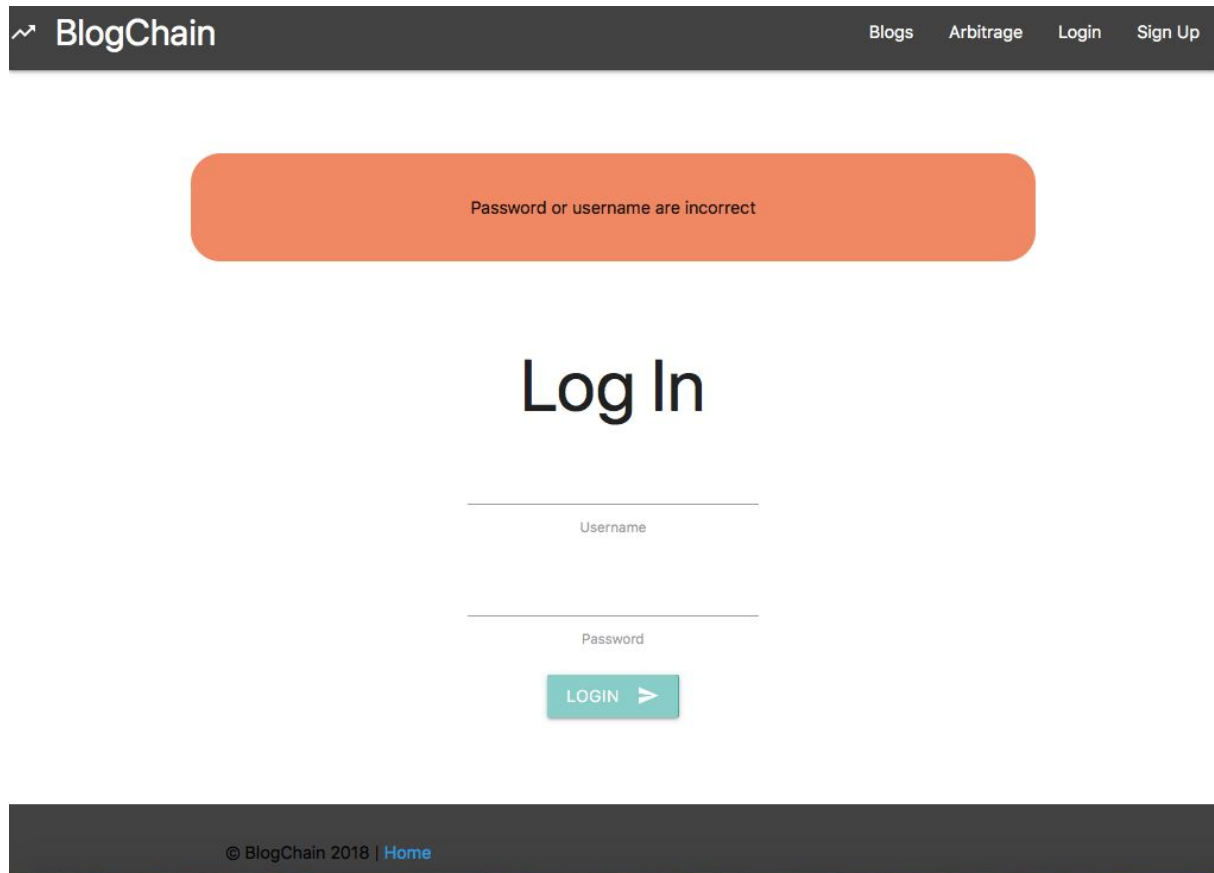 BlogChain
Blogs Arbitrage Login Sign Up
Password or username are incorrect
Log In
Username
Password
LOGIN
© BlogChain 2018 | Home